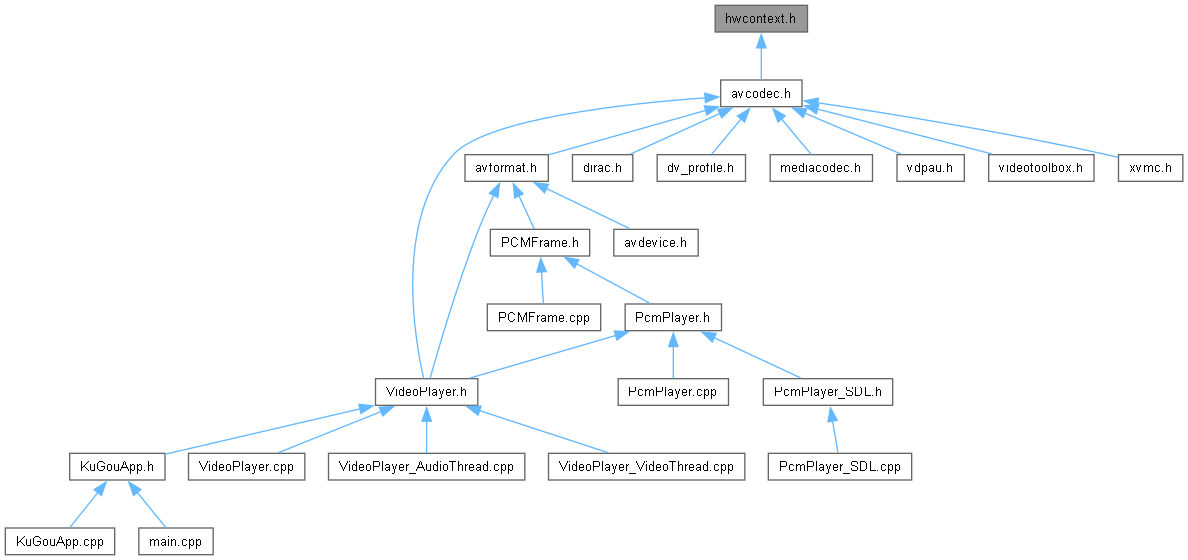 hwcontext.h
avcodec.h
avformat.h
dirac.h
dv_profile.h
mediacodec.h
vdpau.h
videotoolbox.h
xvmc.h
PCMFrame.h
avdevice.h
PCMFrame.cpp
PcmPlayer.h
VideoPlayer.h
PcmPlayer.cpp
PcmPlayer_SDL.h
KuGouApp.h
VideoPlayer.cpp
VideoPlayer_AudioThread.cpp
VideoPlayer_VideoThread.cpp
PcmPlayer_SDL.cpp
KuGouApp.cpp
main.cpp